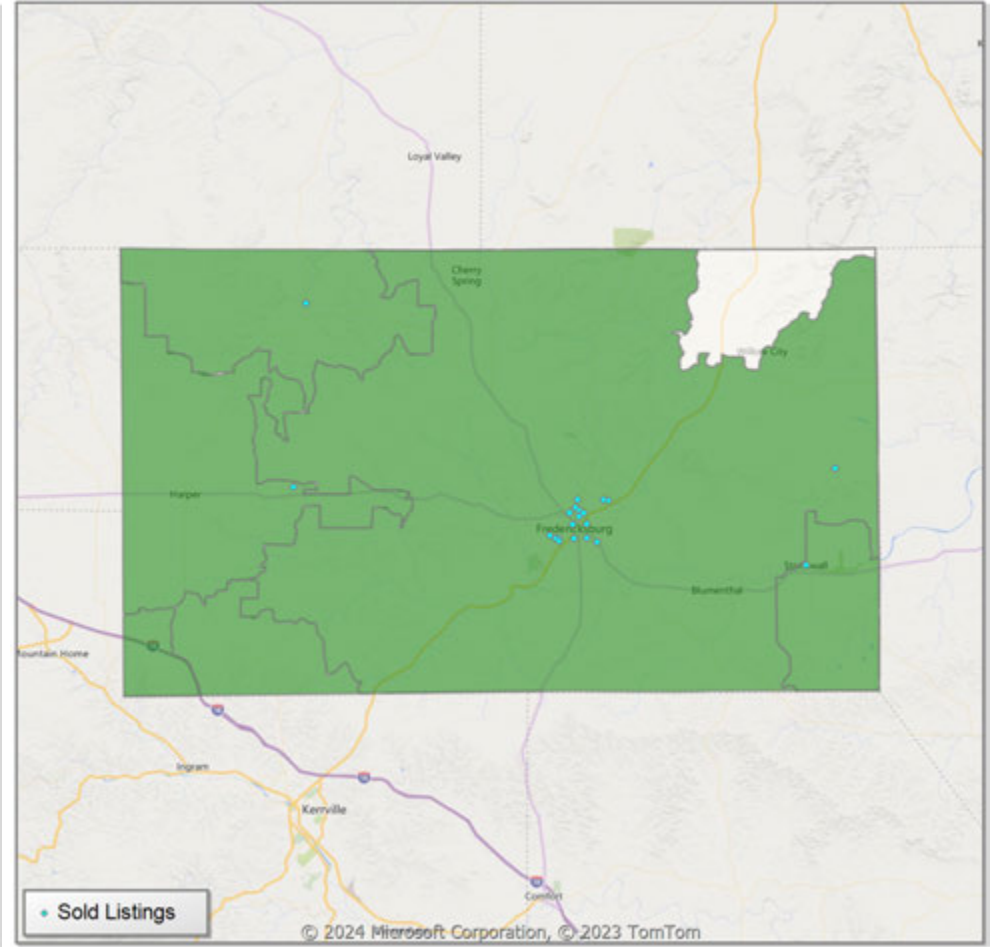 Loyal Valley
Cherry
Spring
Willow City
Harper
Fredericksburg
Stonewall
Blumenthal
Mountain Home
Ingram
Kerrville
Comfort
Sold Listings
© 2024 Microsoft Corporation, © 2023 TomTom